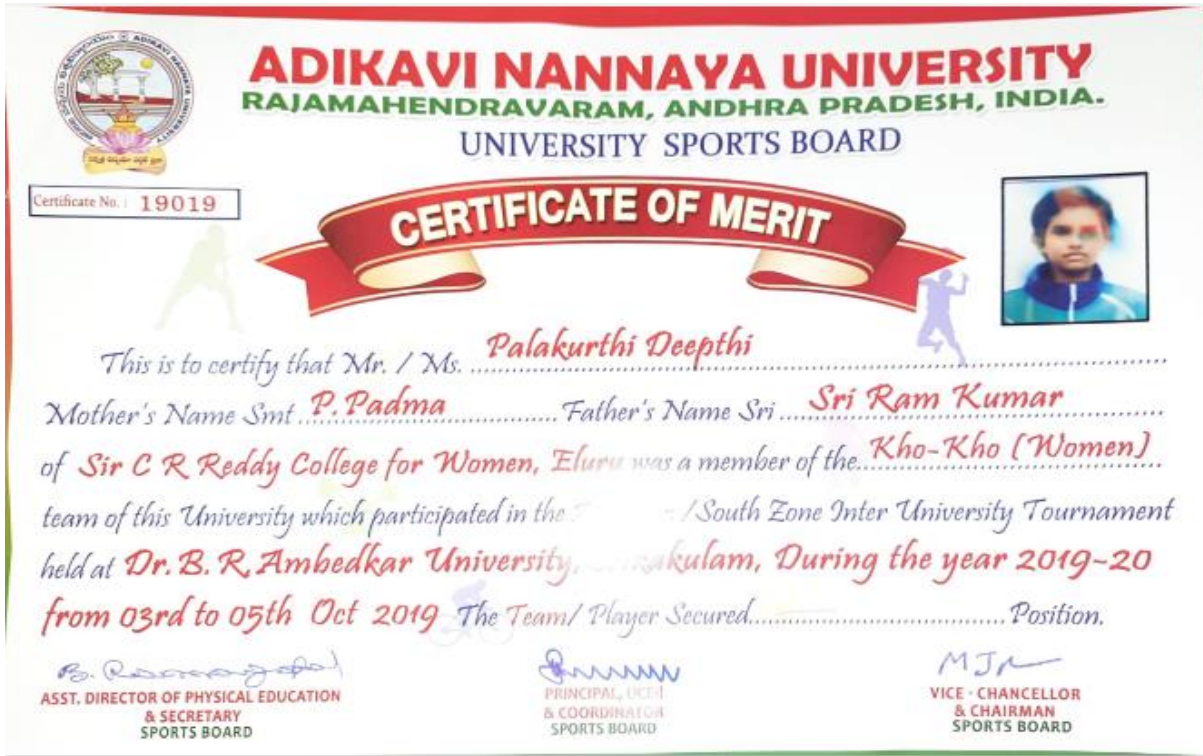 ADIKAVI NANNAYA UNIVERSITY
RAJAMAHENDRAVARAM, ANDHRA PRADESH, INDIA.
UNIVERSITY SPORTS BOARD
Certificate No. : 19019
CERTIFICATE OF MERIT
This is to certify that Mr. / Ms. Palakurthi Deepthi
Mother's Name Smt P. Padma Father's Name Sri Sri Ram Kumar
of Sir C R Reddy College for Women, Eluru was a member of the Kho-Kho (Women)
team of this University which participated in the / South Zone Inter University Tournament
held at Dr. B. R. Ambedkar University, During the year 2019-20
from 03rd to 05th Oct 2019 The Team/ Player Secured Position.
ASST. DIRECTOR OF PHYSICAL EDUCATION
& SECRETARY
SPORTS BOARD
PRINCIPAL,
& COORDINATOR
SPORTS BOARD
VICE - CHANCELLOR
& CHAIRMAN
SPORTS BOARD